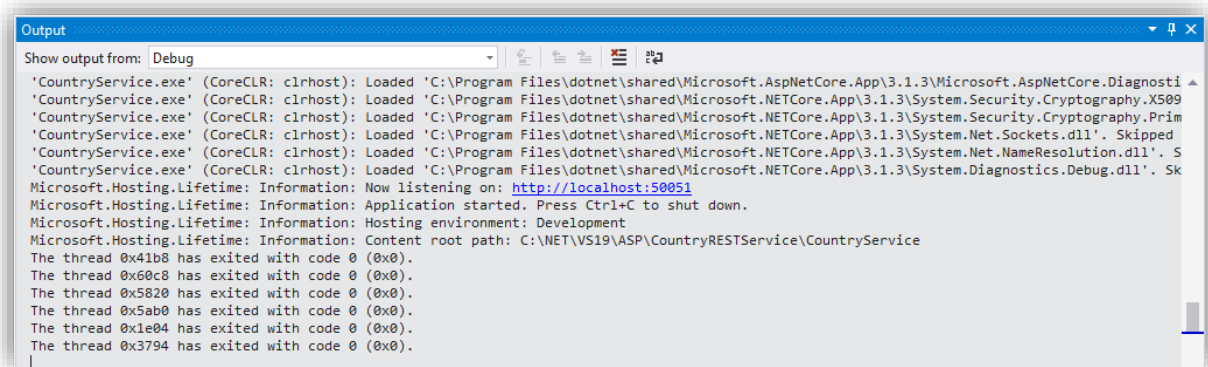 Output
Show output from: Debug
'CountryService.exe' (CoreCLR: clrhost): Loaded 'C:\Program Files\dotnet\shared\Microsoft.AspNetCore.App\3.1.3\Microsoft.AspNetCore.Diagnosti
'CountryService.exe' (CoreCLR: clrhost): Loaded 'C:\Program Files\dotnet\shared\Microsoft.NETCore.App\3.1.3\System.Security.Cryptography.X509
'CountryService.exe' (CoreCLR: clrhost): Loaded 'C:\Program Files\dotnet\shared\Microsoft.NETCore.App\3.1.3\System.Security.Cryptography.Prim
'CountryService.exe' (CoreCLR: clrhost): Loaded 'C:\Program Files\dotnet\shared\Microsoft.NETCore.App\3.1.3\System.Net.Sockets.dll'. Skipped
'CountryService.exe' (CoreCLR: clrhost): Loaded 'C:\Program Files\dotnet\shared\Microsoft.NETCore.App\3.1.3\System.Net.NameResolution.dll'. S
'CountryService.exe' (CoreCLR: clrhost): Loaded 'C:\Program Files\dotnet\shared\Microsoft.NETCore.App\3.1.3\System.Diagnostics.Debug.dll'. Sk
Microsoft.Hosting.Lifetime: Information: Now listening on: http://localhost:50051
Microsoft.Hosting.Lifetime: Information: Application started. Press Ctrl+C to shut down.
Microsoft.Hosting.Lifetime: Information: Hosting environment: Development
Microsoft.Hosting.Lifetime: Information: Content root path: C:\NET\VS19\ASP\CountryRESTService\CountryService
The thread 0x41b8 has exited with code 0 (0x0).
The thread 0x60c8 has exited with code 0 (0x0).
The thread 0x5820 has exited with code 0 (0x0).
The thread 0x5ab0 has exited with code 0 (0x0).
The thread 0x1e04 has exited with code 0 (0x0).
The thread 0x3794 has exited with code 0 (0x0).